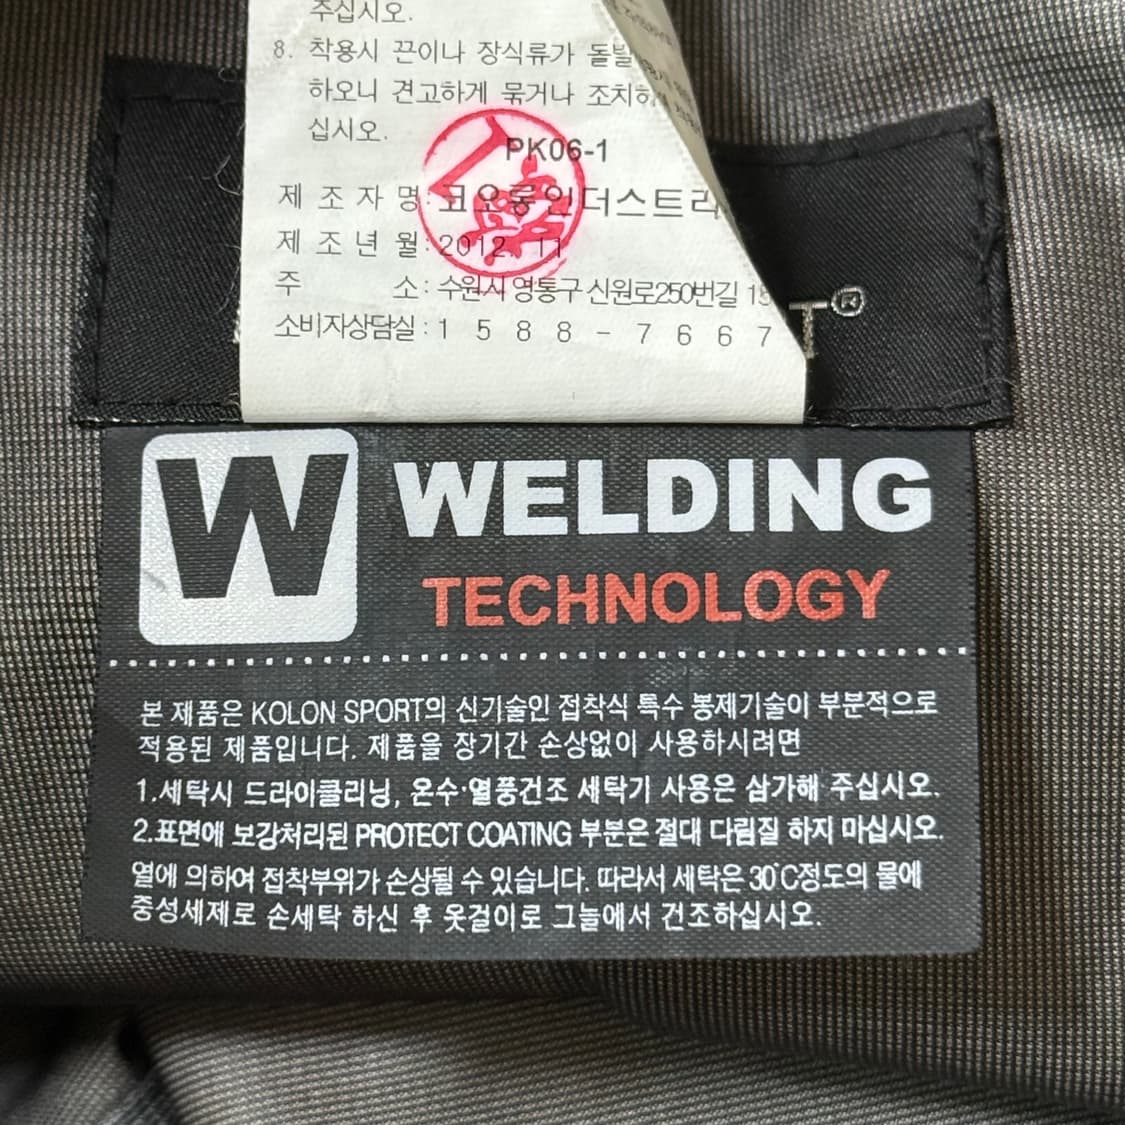 주십시오.
8. 착용시 끈이나 장식류가
하오니 견고하게 묶거나
십시오.
PK06-1
제 조 자 명: 코오롱인더스트리
제 조 년 월: 2012. 11
주 소: 수원시 영통구 신원로250번길
소비자상담실: 1 5 8 8 - 7 6 6 7
T®
W WELDING
TECHNOLOGY
본 제품은 KOLON SPORT의 신기술인 접착식 특수 봉제기술이 부분적으로
적용된 제품입니다. 제품을 장기간 손상없이 사용하시려면
1.세탁시 드라이클리닝, 온수·열풍건조 세탁기 사용은 삼가해 주십시오.
2.표면에 보강처리된 PROTECT COATING 부분은 절대 다림질 하지 마십시오.
열에 의하여 접착부위가 손상될 수 있습니다. 따라서 세탁은 30℃정도의 물에
중성세제로 손세탁 하신 후 옷걸이로 그늘에서 건조하십시오.